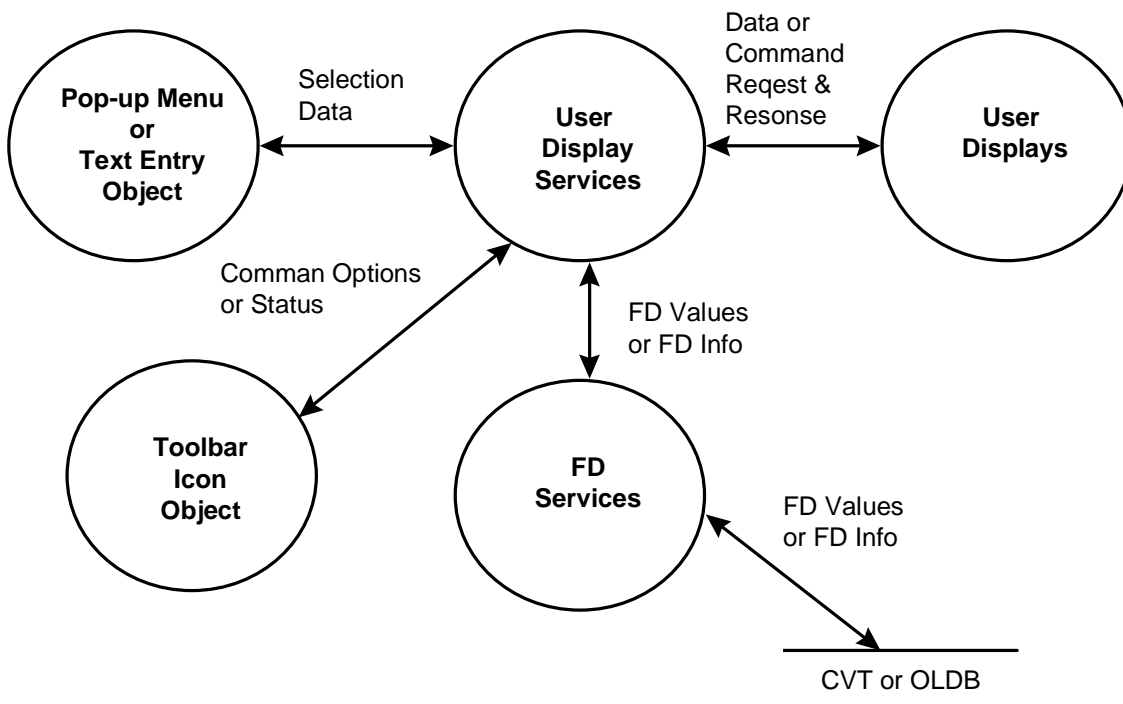 Pop-up Menu
or
Text Entry
Object
Selection
Data
User
Display
Services
Data or
Command
Reqest &
Resonse
User
Displays
Comman Options
or Status
FD Values
or FD Info
Toolbar
Icon
Object
FD
Services
FD Values
or FD Info
CVT or OLDB